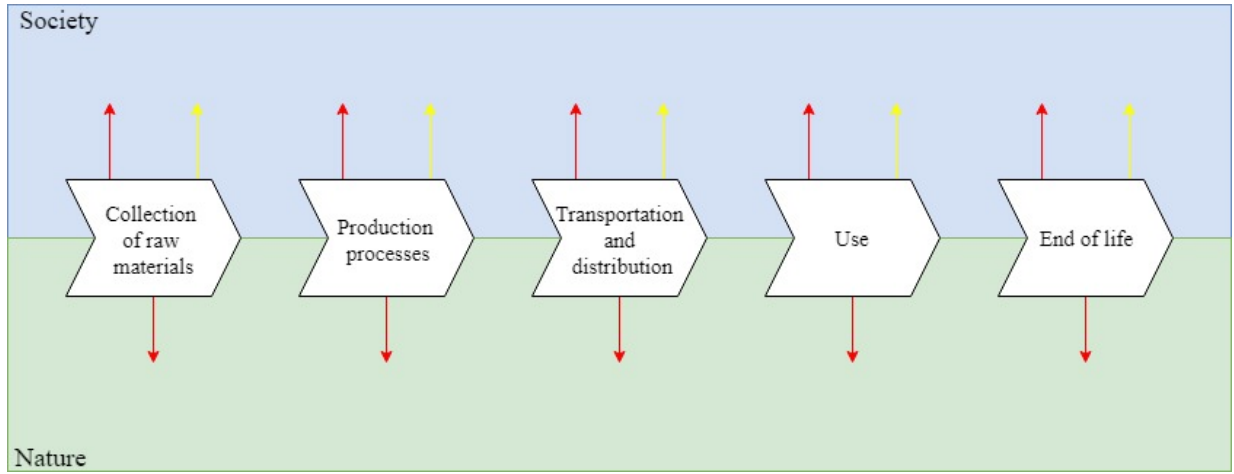 Society
Collection
of raw
materials
Production
processes
Transportation
and
distribution
Use
End of life
Nature